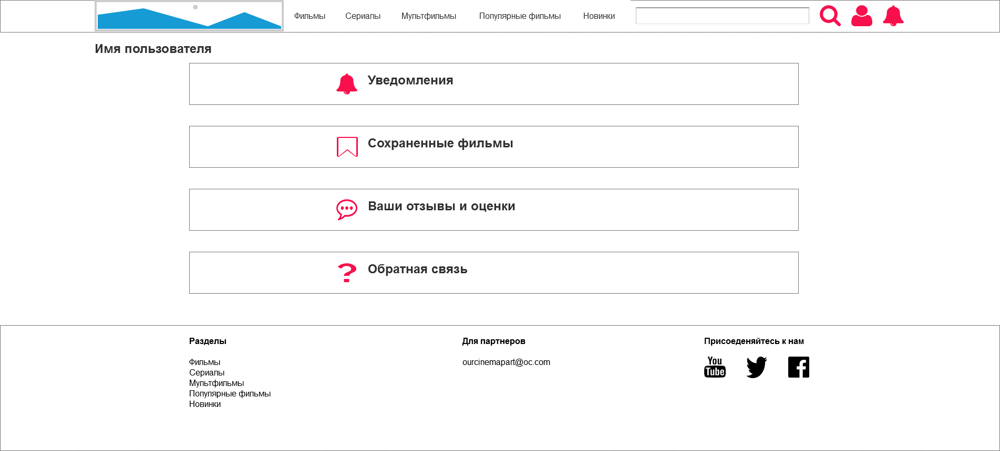 Фильмы Сериалы Мультфильмы Популярные фильмы Новинки
Имя пользователя
Уведомления
Сохраненные фильмы
Ваши отзывы и оценки
Обратная связь
Разделы
Фильмы
Сериалы
Мультфильмы
Популярные фильмы
Новинки
Для партнеров
ourcinemapart@oc.com
Присоеденяйтесь к нам
You
Tube